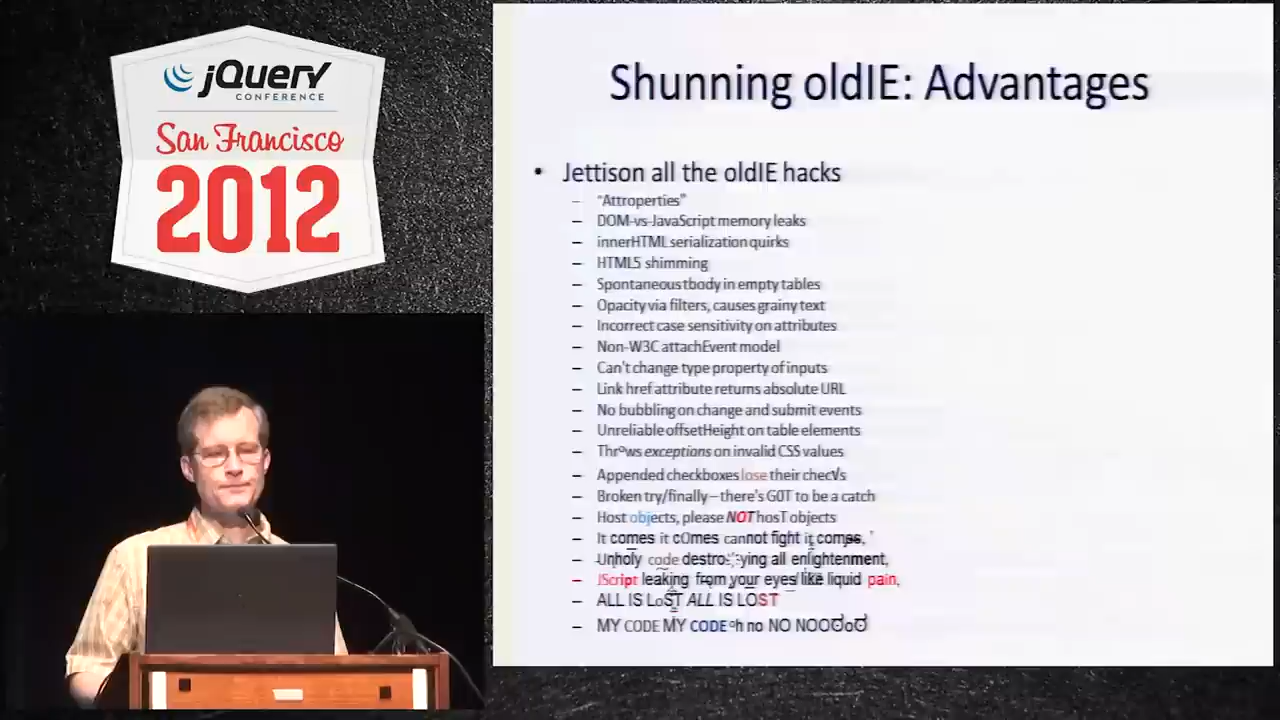 jQuery
CONFERENCE
San Francisco
2012
Shunning oldIE: Advantages
• Jettison all the oldIE hacks
– "Attroperties"
– DOM-vs-JavaScript memory leaks
– innerHTML serialization quirks
– HTML5 shimming
– Spontaneous tbody in empty tables
– Opacity via filters, causes grainy text
– Incorrect case sensitivity on attributes
– Non-W3C attachEvent model
– Can't change type property of inputs
– Link href attribute returns absolute URL
– No bubbling on change and submit events
– Unreliable offsetHeight on table elements
– Thrºws exceptions on invalid CSS values
– Appended checkboxes lose their chec√s
– Broken try/finally – there's GOT to be a catch
– Host objects, please NOT hosT objects
– It comes it cOmes cannot fight it comes,
– Unholy code destro ying all enlightenment,
– JScript leaking from your eyes like liquid pain,
– ALL IS LoST ALL IS LOST
– MY CODE MY CODE oh no NO